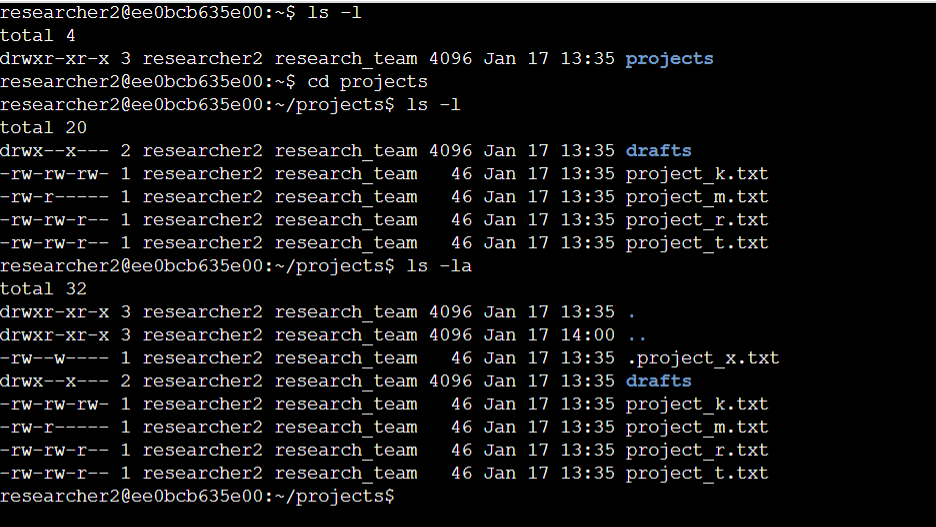 researcher2@ee0bcb635e00:~$ ls -l
total 4
drwxr-xr-x 3 researcher2 research_team 4096 Jan 17 13:35 projects
researcher2@ee0bcb635e00:~$ cd projects
researcher2@ee0bcb635e00:~/projects$ ls -l
total 20
drwx--x--- 2 researcher2 research_team 4096 Jan 17 13:35 drafts
-rw-rw-rw- 1 researcher2 research_team   46 Jan 17 13:35 project_k.txt
-rw-r----- 1 researcher2 research_team   46 Jan 17 13:35 project_m.txt
-rw-rw-r-- 1 researcher2 research_team   46 Jan 17 13:35 project_r.txt
-rw-rw-r-- 1 researcher2 research_team   46 Jan 17 13:35 project_t.txt
researcher2@ee0bcb635e00:~/projects$ ls -la
total 32
drwxr-xr-x 3 researcher2 research_team 4096 Jan 17 13:35 .
drwxr-xr-x 3 researcher2 research_team 4096 Jan 17 14:00 ..
-rw--w---- 1 researcher2 research_team   46 Jan 17 13:35 .project_x.txt
drwx--x--- 2 researcher2 research_team 4096 Jan 17 13:35 drafts
-rw-rw-rw- 1 researcher2 research_team   46 Jan 17 13:35 project_k.txt
-rw-r----- 1 researcher2 research_team   46 Jan 17 13:35 project_m.txt
-rw-rw-r-- 1 researcher2 research_team   46 Jan 17 13:35 project_r.txt
-rw-rw-r-- 1 researcher2 research_team   46 Jan 17 13:35 project_t.txt
researcher2@ee0bcb635e00:~/projects$